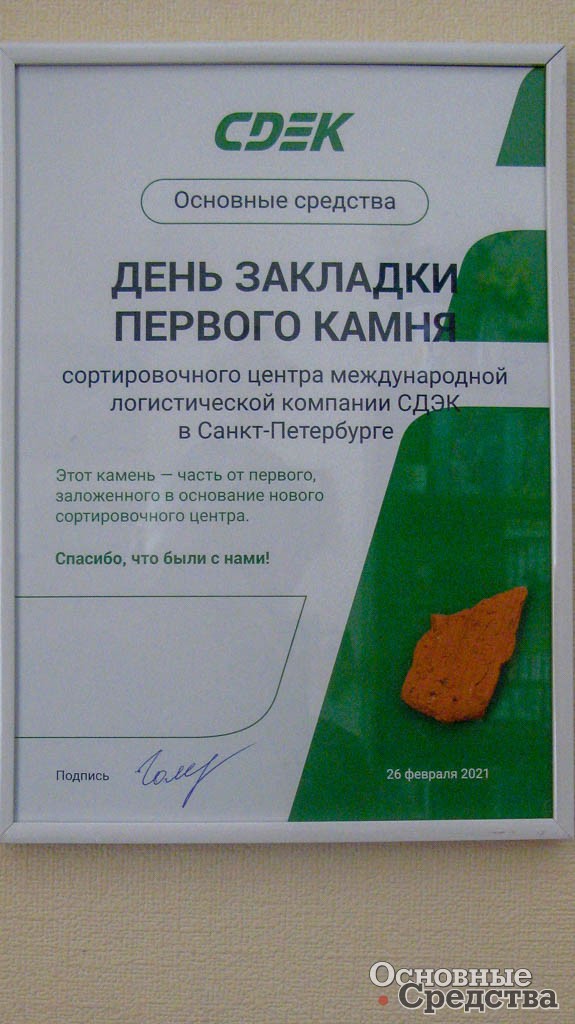 CDEK
Основные средства
ДЕНЬ ЗАКЛАДКИ
ПЕРВОГО КАМНЯ
сортировочного центра международной
логистической компании СДЭК
в Санкт-Петербурге
Этот камень — часть от первого,
заложенного в основание нового
сортировочного центра.
Спасибо, что были с нами!
Подпись
26 февраля 2021
Основные
Средства